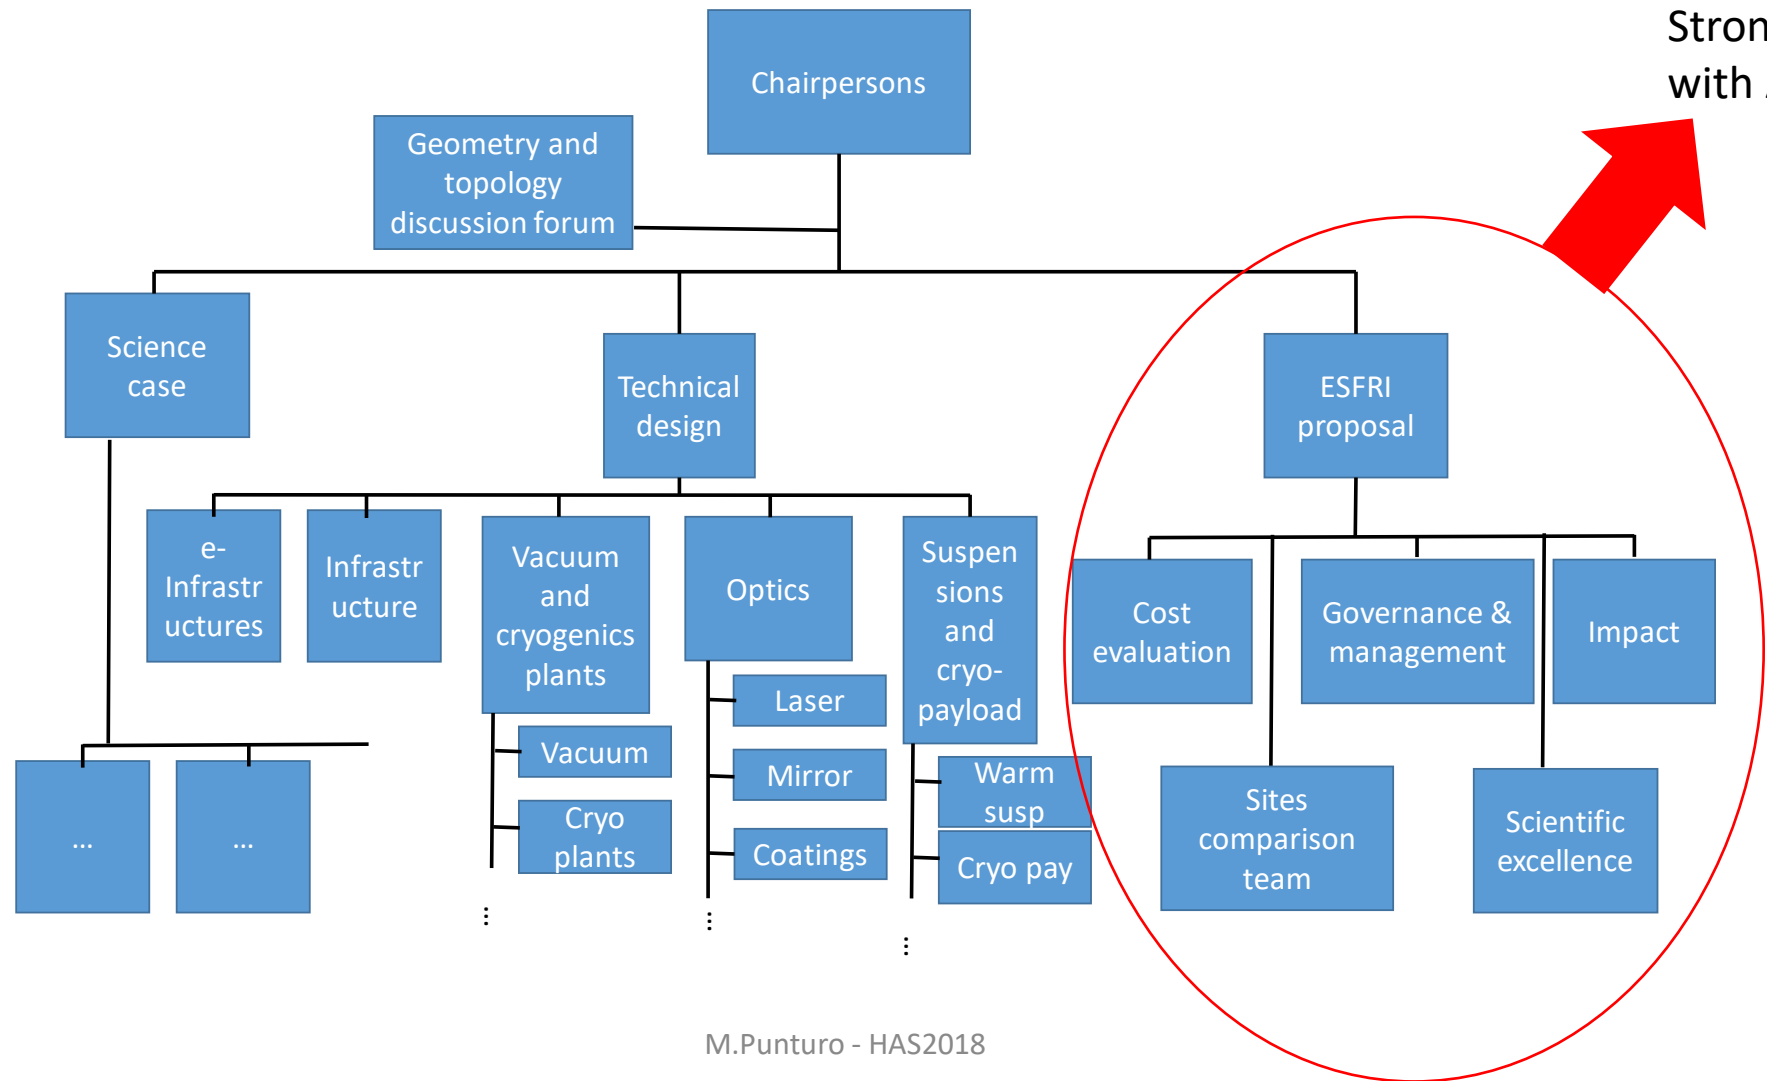 Chairpersons
Geometry and
topology
discussion forum
with
Science
case
Technical
design
ESFRI
proposal
e-
Infrastr
uctures
Infrastr
ucture
Vacuum
and
cryogenics
plants
Optics
Suspen
sions
and
cryo-
payload
Cost
evaluation
Governance &
management
Impact
Laser
Vacuum
Mirror
Warm
susp
Cryo
plants
Coatings
Cryo pay
Sites
comparison
team
Scientific
excellence
...
...
...
...
...
M.Punturo - HAS2018